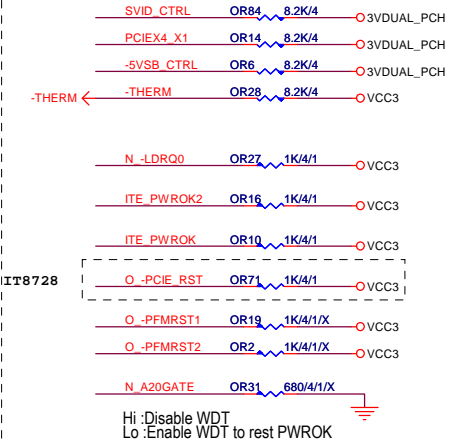 SVID_CTRL OR84 8.2K/4 3VDUAL_PCH
PCIEX4_X1 OR14 8.2K/4 3VDUAL_PCH
-5VSB_CTRL OR6 8.2K/4 3VDUAL_PCH
-THERM -THERM OR28 8.2K/4 VCC3
N_-LDRQ0 OR27 1K/4/1 VCC3
ITE_PWROK2 OR16 1K/4/1 VCC3
ITE_PWROK OR10 1K/4/1 VCC3
IT8728 O_-PCIE_RST OR71 1K/4/1 VCC3
O_-PFMRST1 OR19 1K/4/1/X VCC3
O_-PFMRST2 OR2 1K/4/1/X VCC3
N_A20GATE OR31 680/4/1/X
Hi :Disable WDT
Lo :Enable WDT to rest PWROK